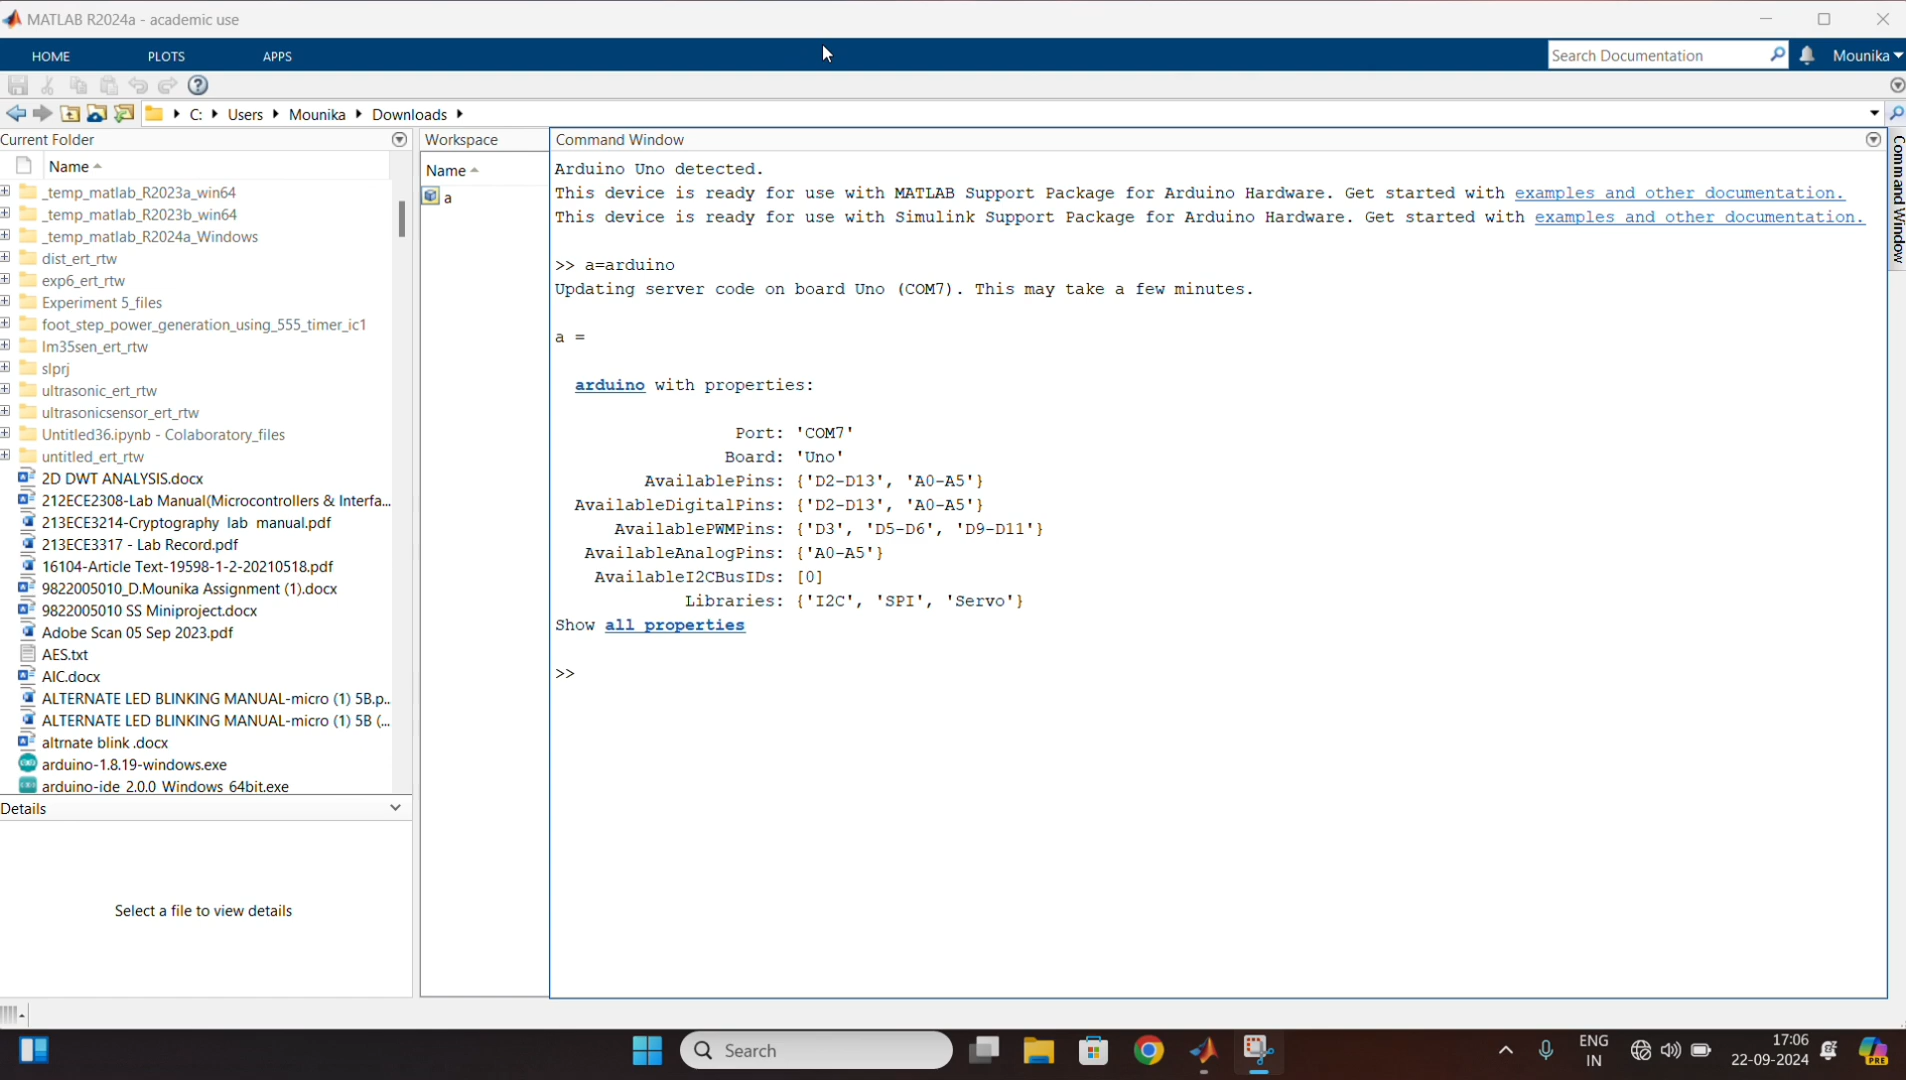 MATLAB R2024a - academic use
HOME PLOTS APPS
Search Documentation
Mounika
C: Users Mounika Downloads
Current Folder
Name
_temp_matlab_R2023a_win64
_temp_matlab_R2023b_win64
_temp_matlab_R2024a_Windows
dist_ert_rtw
exp6_ert_rtw
Experiment 5_files
foot_step_power_generation_using_555_timer_ic1
lm35sen_ert_rtw
slprj
ultrasonic_ert_rtw
ultrasonicsensor_ert_rtw
Untitled36.ipynb - Colaboratory_files
untitled_ert_rtw
2D DWT ANALYSIS.docx
212ECE2308-Lab Manual(Microcontrollers & Interfa...
213ECE3214-Cryptography lab manual.pdf
213ECE3317 - Lab Record.pdf
16104-Article Text-19598-1-2-20210518.pdf
9822005010_D.Mounika Assignment (1).docx
9822005010 SS Miniproject.docx
Adobe Scan 05 Sep 2023.pdf
AES.txt
AIC.docx
ALTERNATE LED BLINKING MANUAL-micro (1) 5B.p..
ALTERNATE LED BLINKING MANUAL-micro (1) 5B (...
altrnate blink .docx
arduino-1.8.19-windows.exe
arduino-ide 2.0.0 Windows 64bit.exe
Details
Select a file to view details
Workspace
Name
a
Command Window
Arduino Uno detected.
This device is ready for use with MATLAB Support Package for Arduino Hardware. Get started with examples and other documentation.
This device is ready for use with Simulink Support Package for Arduino Hardware. Get started with examples and other documentation.
>> a=arduino
Updating server code on board Uno (COM7). This may take a few minutes.
a =
arduino with properties:
Port: 'COM7'
Board: 'Uno'
AvailablePins: {'D2-D13', 'A0-A5'}
AvailableDigitalPins: {'D2-D13', 'A0-A5'}
AvailablePWMPins: {'D3', 'D5-D6', 'D9-D11'}
AvailableAnalogPins: {'A0-A5'}
AvailableI2CBusIDs: [0]
Libraries: {'I2C', 'SPI', 'Servo'}
Show all properties
>>
Command Window
Search
ENG
IN
17:06
22-09-2024
PRE